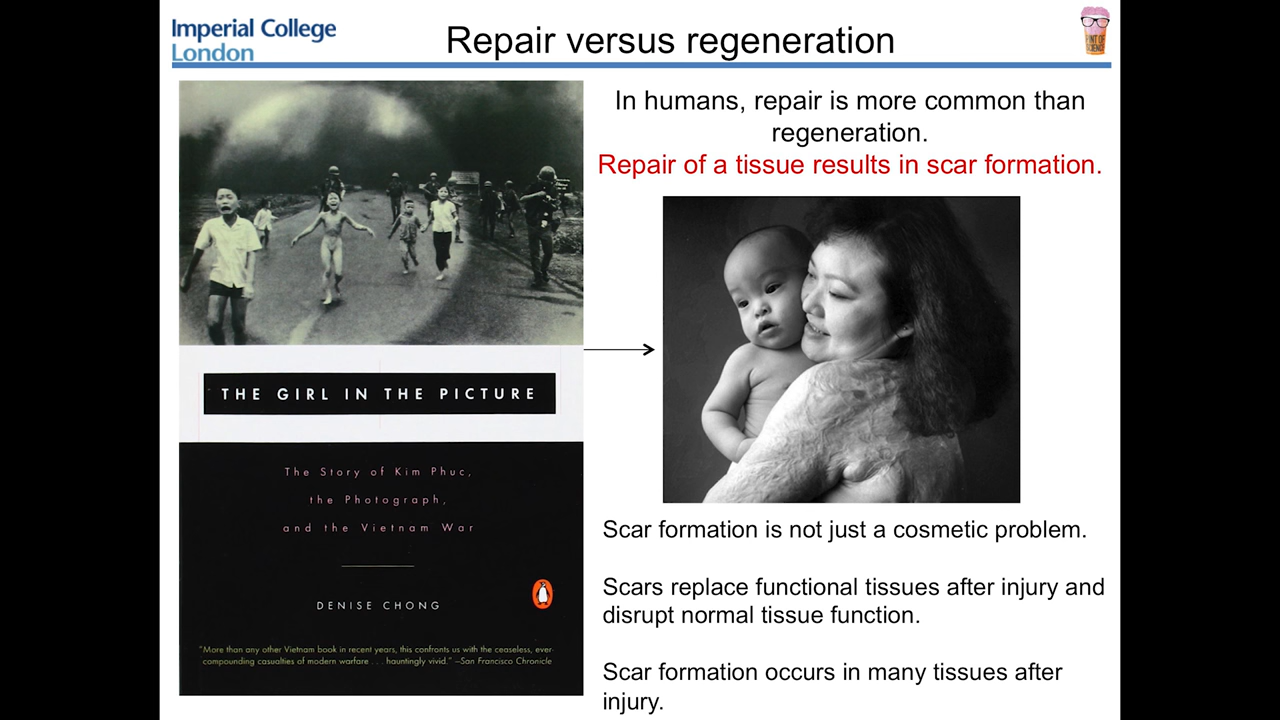 Imperial College
London
Repair versus regeneration
PINT OF
SCIENCE
In humans, repair is more common than
regeneration.
Repair of a tissue results in scar formation.
THE GIRL IN THE PICTURE
The Story of Kim Phuc,
the Photograph,
and the Vietnam War
DENISE CHONG
"More than any other Vietnam book in recent years, this confronts us with the ceaseless, ever-
compounding casualties of modern warfare . . . hauntingly vivid." —San Francisco Chronicle
Scar formation is not just a cosmetic problem.
Scars replace functional tissues after injury and
disrupt normal tissue function.
Scar formation occurs in many tissues after
injury.